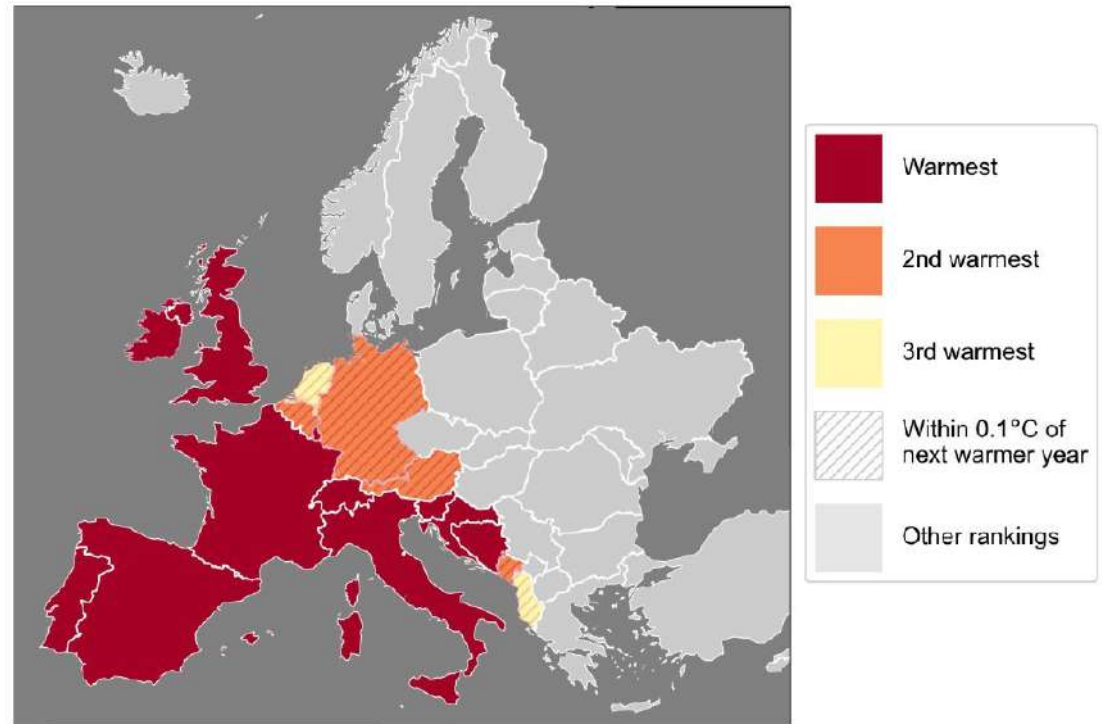 Warmest
2nd warmest
3rd warmest
Within 0.1°C of
next warmer year
Other rankings